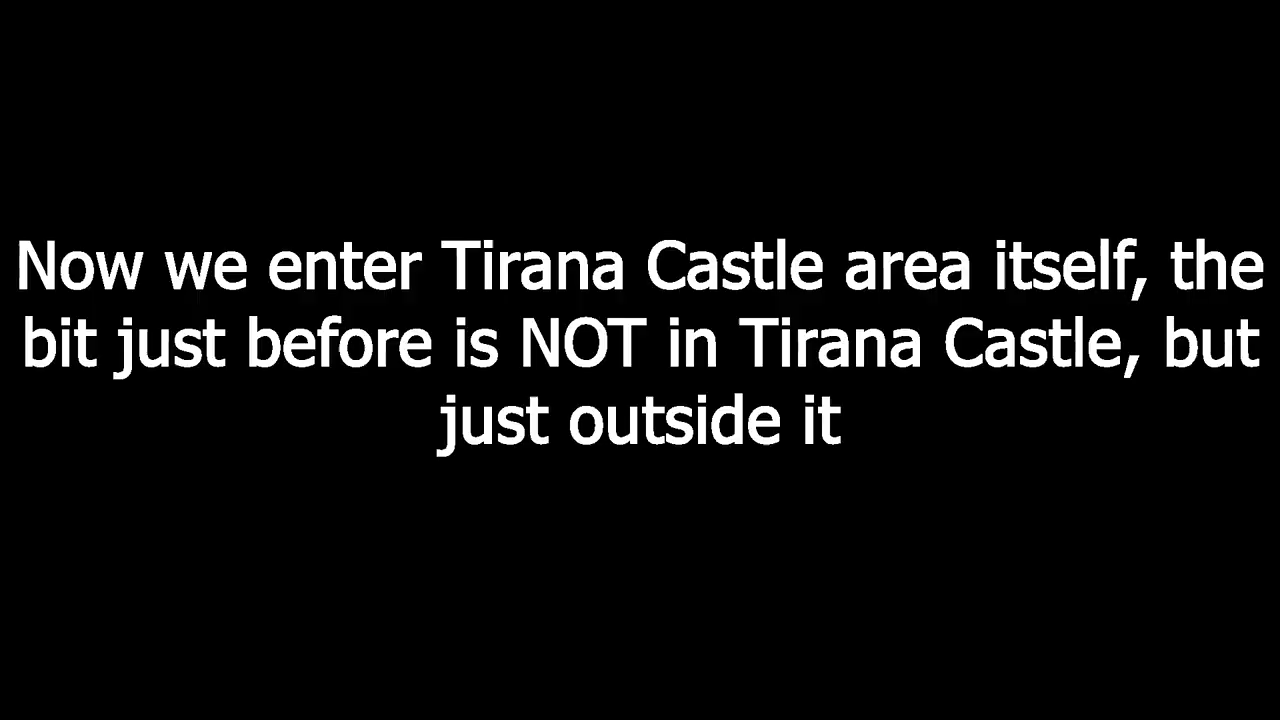 Now we enter Tirana Castle area itself, the
bit just before is NOT in Tirana Castle, but
just outside it